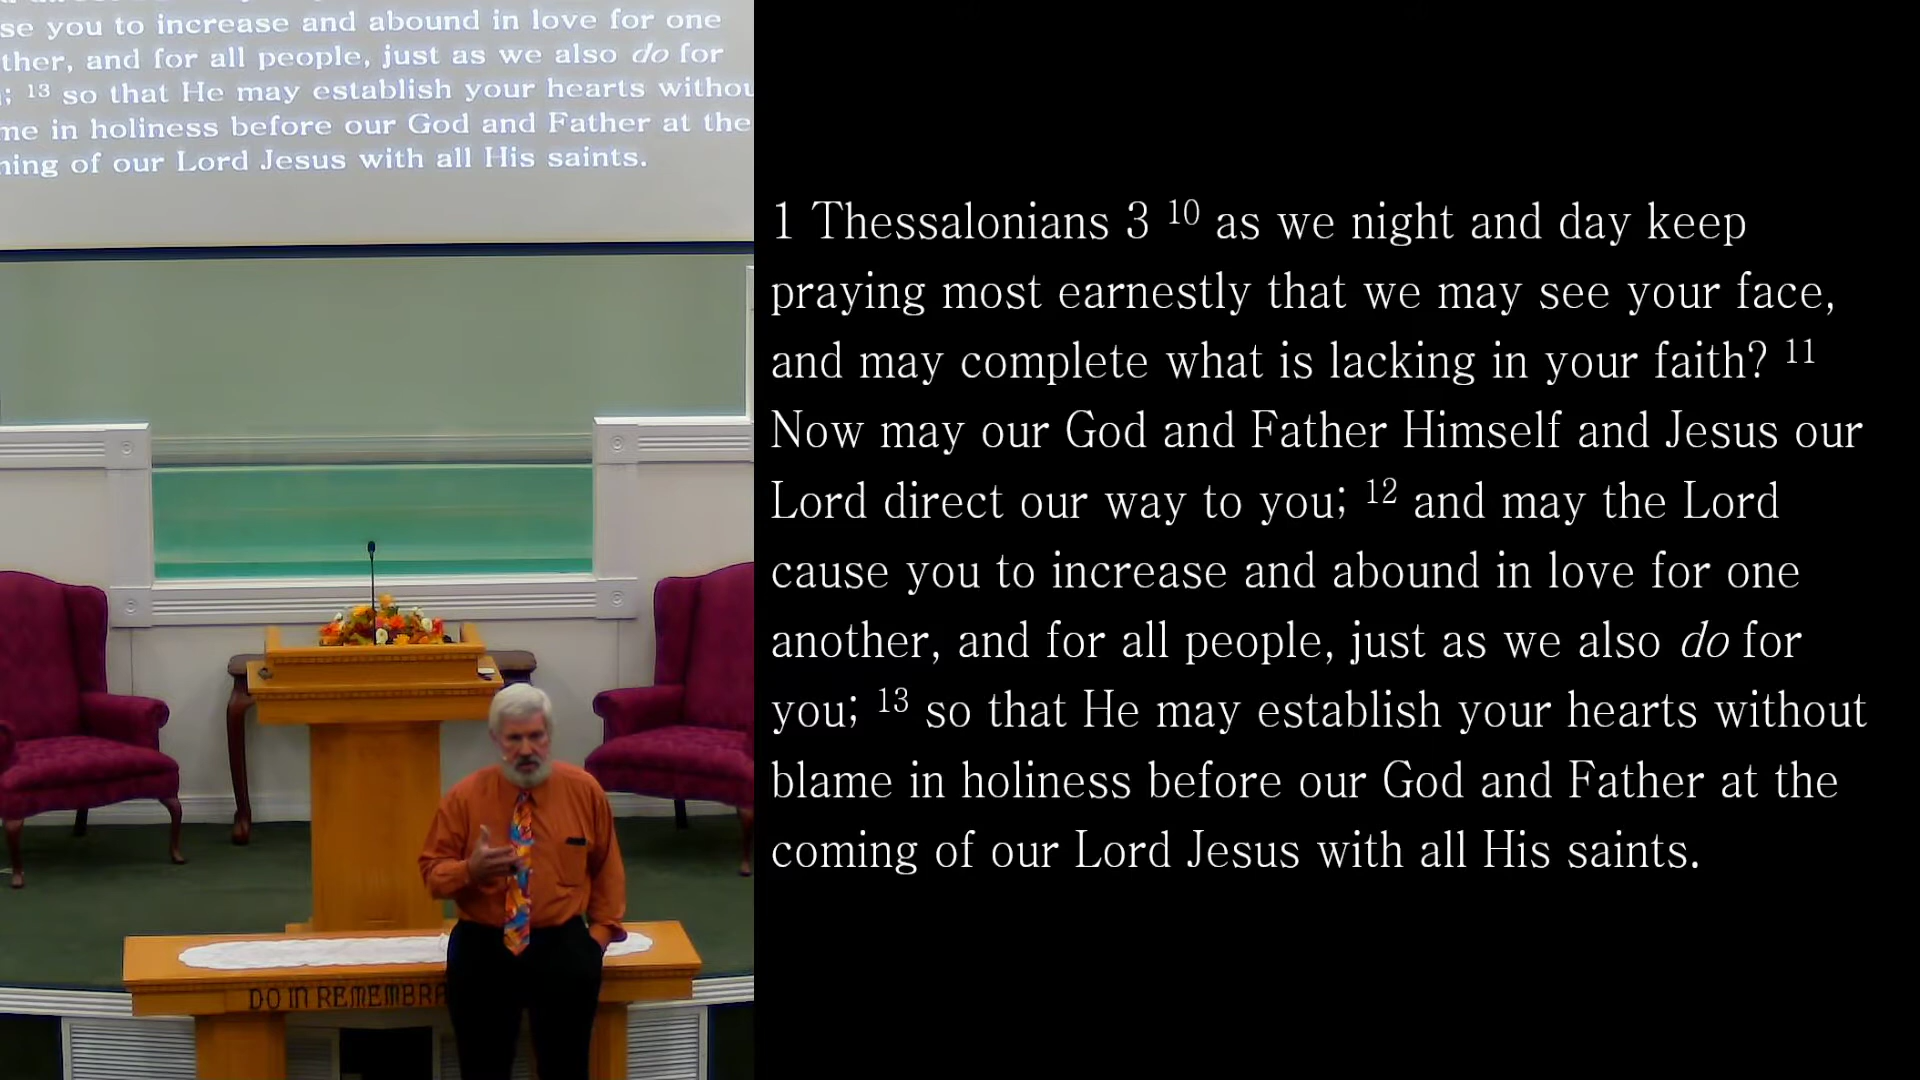 se you to increase and abound in love for one
ther, and for all people, just as we also do for
; 13 so that He may establish your hearts withou
me in holiness before our God and Father at the
ning of our Lord Jesus with all His saints.
1 Thessalonians 3 10 as we night and day keep
praying most earnestly that we may see your face,
and may complete what is lacking in your faith? 11
Now may our God and Father Himself and Jesus our
Lord direct our way to you; 12 and may the Lord
cause you to increase and abound in love for one
another, and for all people, just as we also do for
you; 13 so that He may establish your hearts without
blame in holiness before our God and Father at the
coming of our Lord Jesus with all His saints.
DO IN REMEMBRA